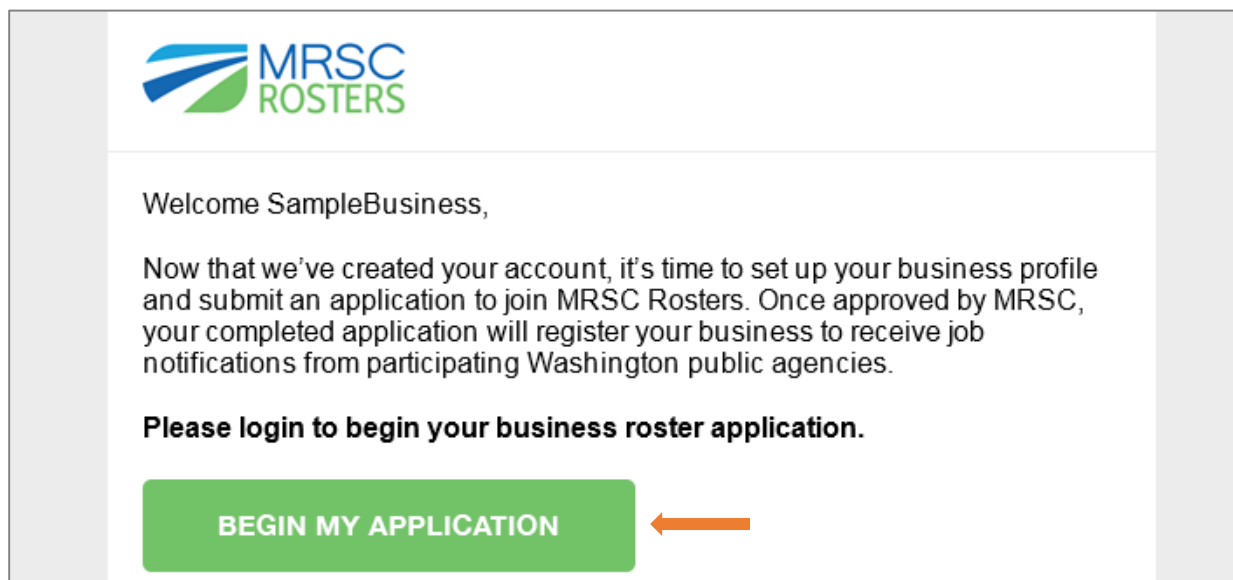 MRSC
ROSTERS
Welcome SampleBusiness,
Now that we’ve created your account, it’s time to set up your business profile
and submit an application to join MRSC Rosters. Once approved by MRSC,
your completed application will register your business to receive job
notifications from participating Washington public agencies.
Please login to begin your business roster application.
BEGIN MY APPLICATION